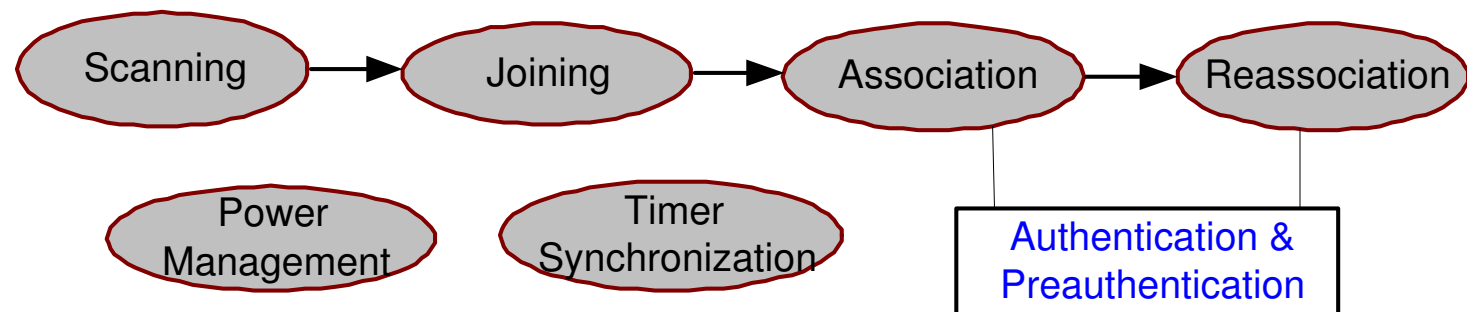 Scanning
Joining
Association
Reassociation
Power
Management
Timer
Synchronization
Authentication &
Preauthentication